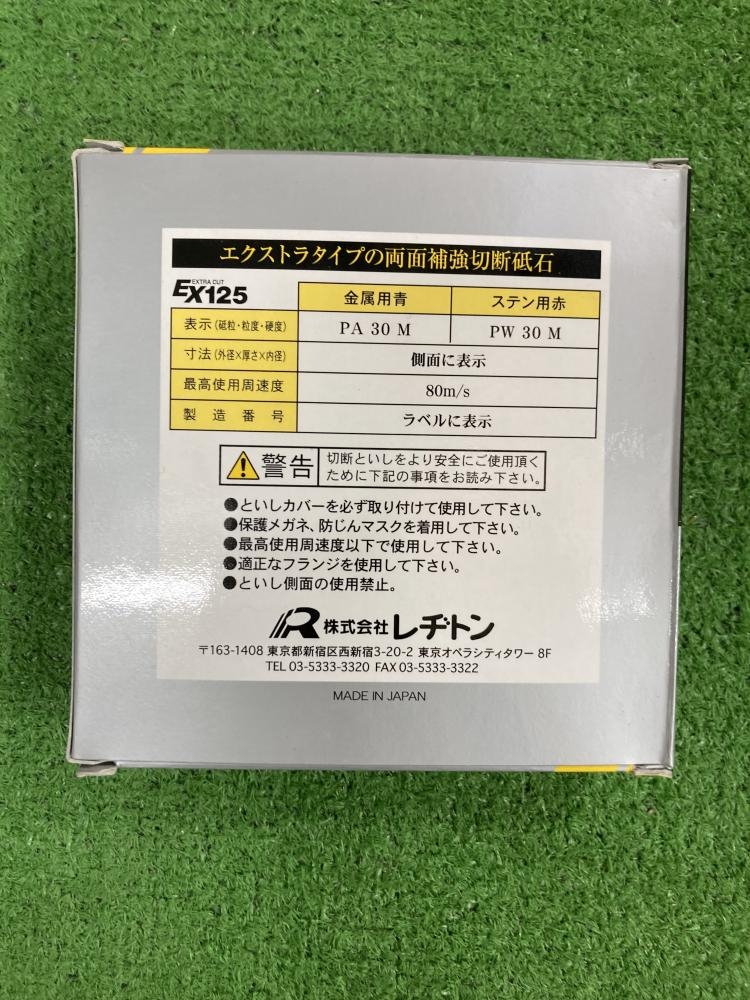 エクストラタイプの両面補強切断砥石
EXTRA CUT
EX125
金属用青 ステン用赤
表示(砥粒・粒度・硬度) PA 30 M PW 30 M
寸法(外径×厚さ×内径) 側面に表示
最高使用周速度 80m/s
製造番号 ラベルに表示
警告 切断といしをより安全にご使用頂く
ために下記の事項をお読み下さい。
●といしカバーを必ず取り付けて使用して下さい。
●保護メガネ、防じんマスクを着用して下さい。
●最高使用周速度以下で使用して下さい。
●適正なフランジを使用して下さい。
●といし側面の使用禁止。
株式会社レヂトン
〒163-1408 東京都新宿区西新宿3-20-2 東京オペラシティタワー 8F
TEL 03-5333-3320 FAX 03-5333-3322
MADE IN JAPAN